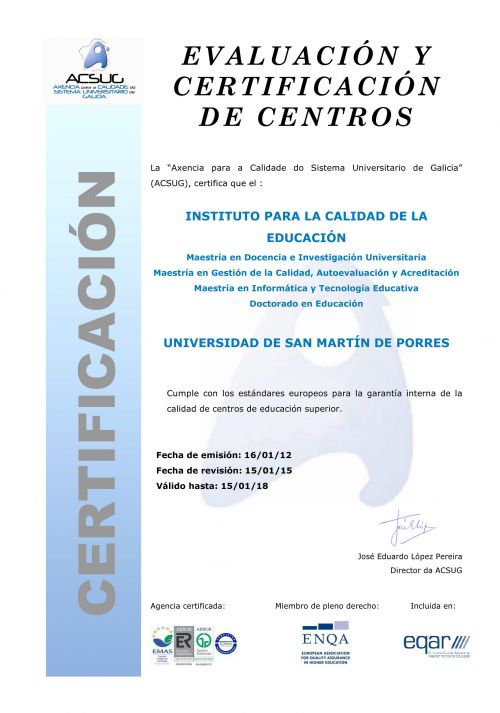 ACSUG
AXENCIA para a CALIDADE do
SISTEMA UNIVERSITARIO de
GALICIA
EVALUACIÓN Y
CERTIFICACIÓN
DE CENTROS
CERTIFICACIÓN
La “Axencia para a Calidade do Sistema Universitario de Galicia”
(ACSUG), certifica que el :
INSTITUTO PARA LA CALIDAD DE LA
EDUCACIÓN
Maestría en Docencia e Investigación Universitaria
Maestría en Gestión de la Calidad, Autoevaluación y Acreditación
Maestría en Informática y Tecnología Educativa
Doctorado en Educación
UNIVERSIDAD DE SAN MARTÍN DE PORRES
Cumple con los estándares europeos para la garantía interna de la
calidad de centros de educación superior.
Fecha de emisión: 16/01/12
Fecha de revisión: 15/01/15
Válido hasta: 15/01/18
José Eduardo López Pereira
Director da ACSUG
Agencia certificada:
Miembro de pleno derecho:
Incluida en:
EMAS
AENOR
AENOR
ER
ENQA
EUROPEAN ASSOCIATION
FOR QUALITY ASSURANCE
IN HIGHER EDUCATION
eqar